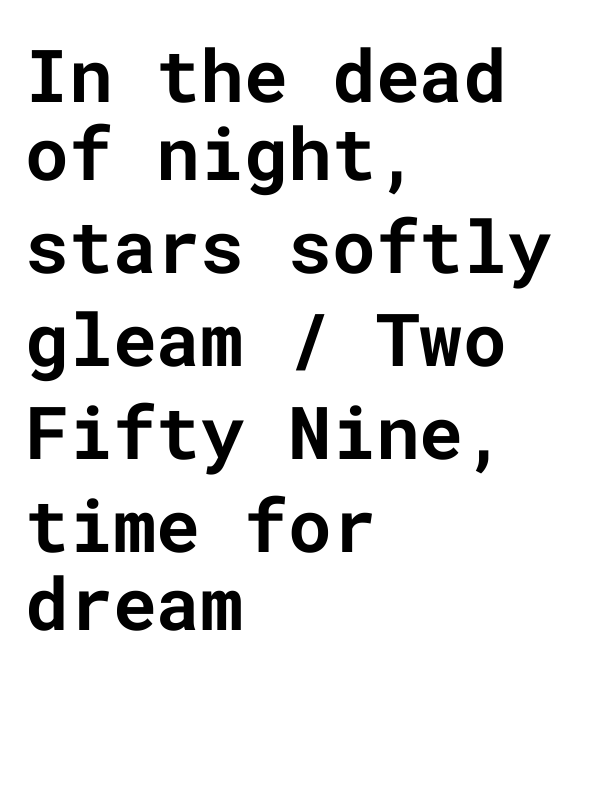 In the dead
of night,
stars softly
gleam / Two
Fifty Nine,
time for
dream